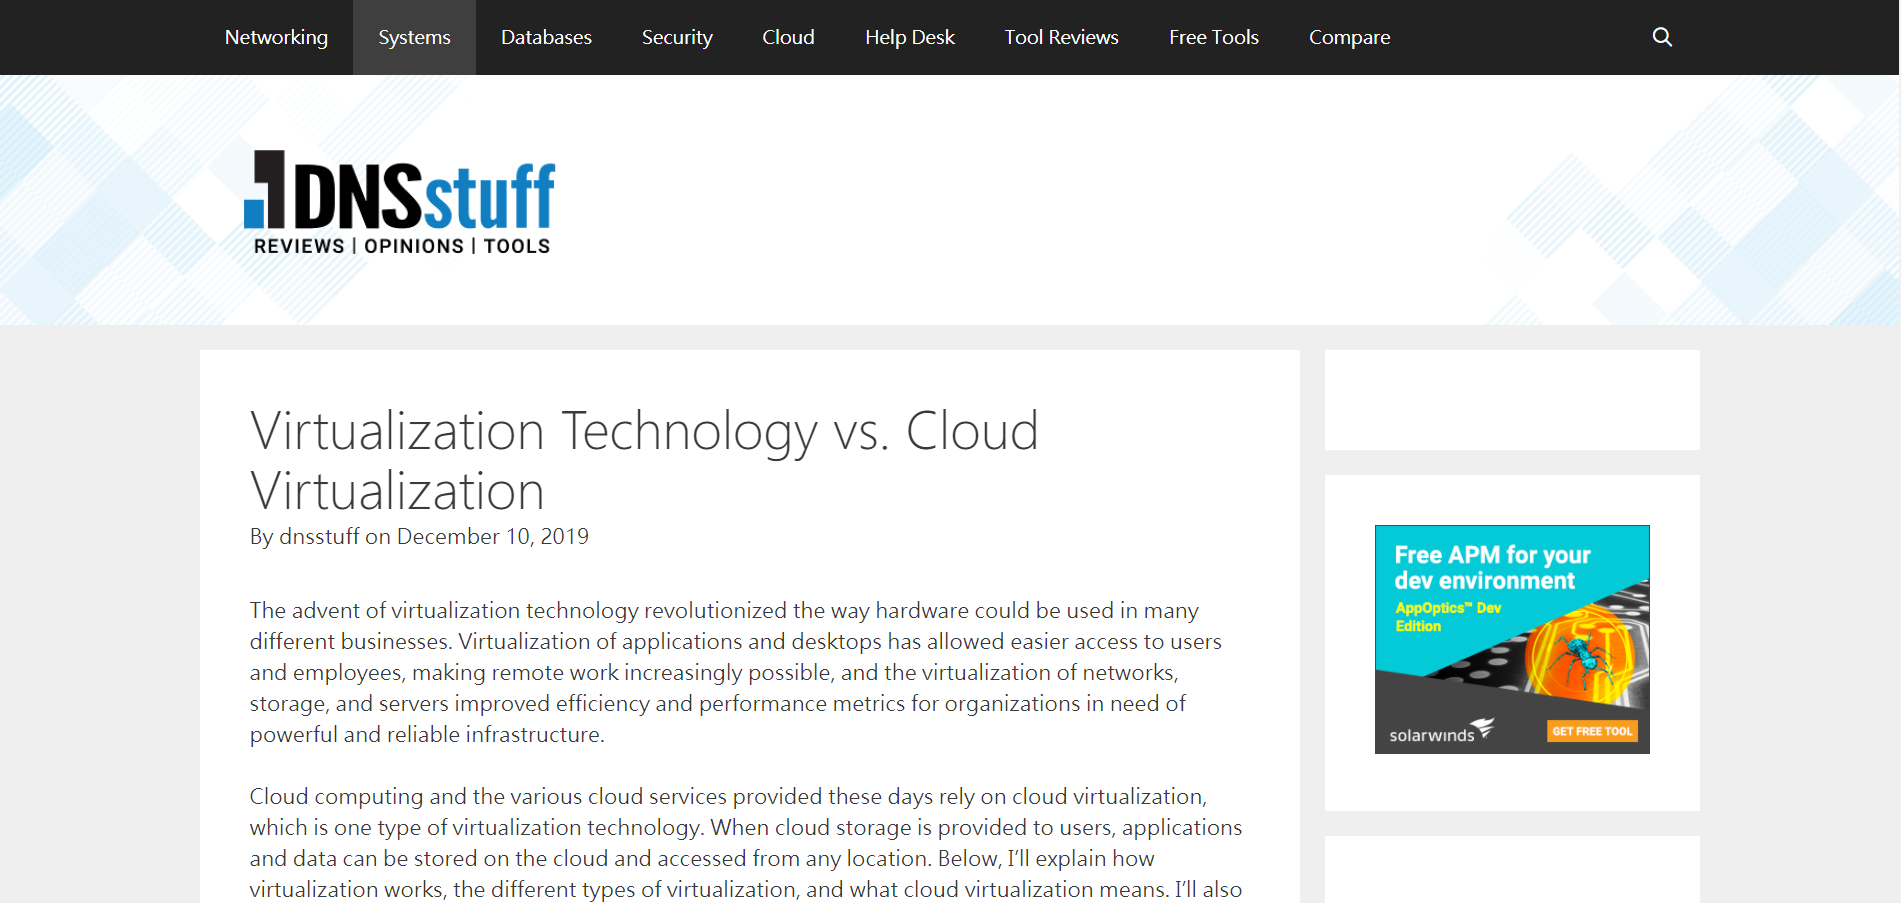 Networking Systems Databases Security Cloud Help Desk Tool Reviews Free Tools Compare
DNSstuff
REVIEWS | OPINIONS | TOOLS
Virtualization Technology vs. Cloud
Virtualization
By dnsstuff on December 10, 2019
The advent of virtualization technology revolutionized the way hardware could be used in many
different businesses. Virtualization of applications and desktops has allowed easier access to users
and employees, making remote work increasingly possible, and the virtualization of networks,
storage, and servers improved efficiency and performance metrics for organizations in need of
powerful and reliable infrastructure.
Cloud computing and the various cloud services provided these days rely on cloud virtualization,
which is one type of virtualization technology. When cloud storage is provided to users, applications
and data can be stored on the cloud and accessed from any location. Below, I’ll explain how
virtualization works, the different types of virtualization, and what cloud virtualization means. I’ll also
Free APM for your
dev environment
AppOptics™ Dev
Edition
solarwinds
GET FREE TOOL